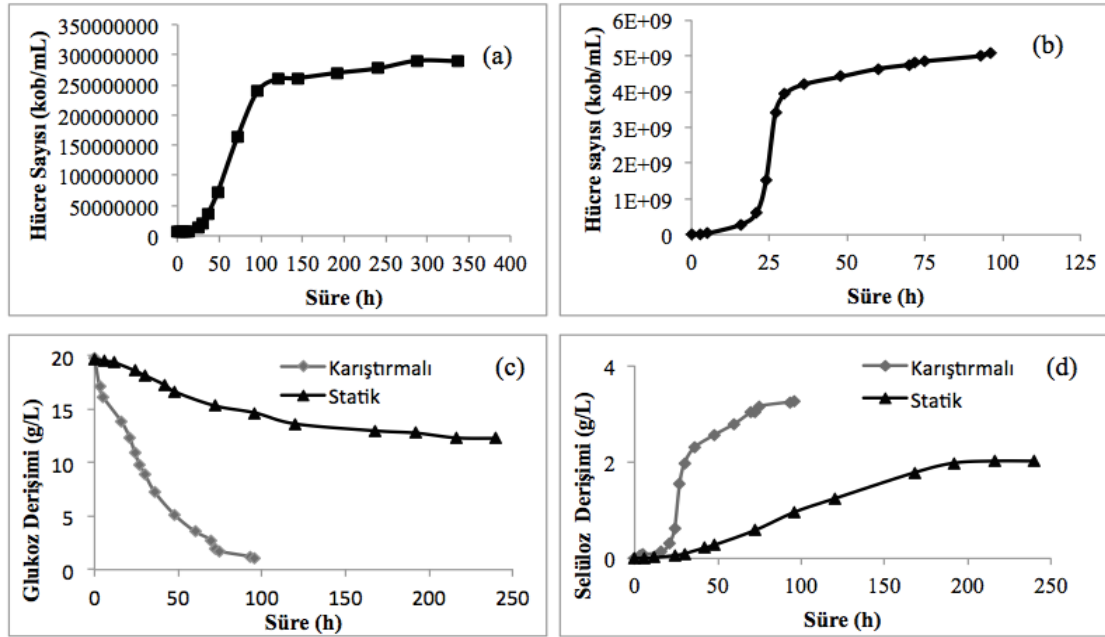 (a)
Hücre Sayısı (kob/mL)
350000000
300000000
250000000
200000000
150000000
100000000
50000000
0
0 50 100 150 200 250 300 350 400
Süre (h)
(b)
Hücre sayısı (kob/mL)
6E+09
5E+09
4E+09
3E+09
2E+09
1E+09
0
0 25 50 75 100 125
Süre (h)
(c)
Karıştırmalı
Statik
Glukoz Derişimi (g/L)
20
15
10
5
0
0 50 100 150 200 250
Süre (h)
(d)
Karıştırmalı
Statik
Selüloz Derişimi (g/L)
4
2
0
0 50 100 150 200 250
Süre (h)